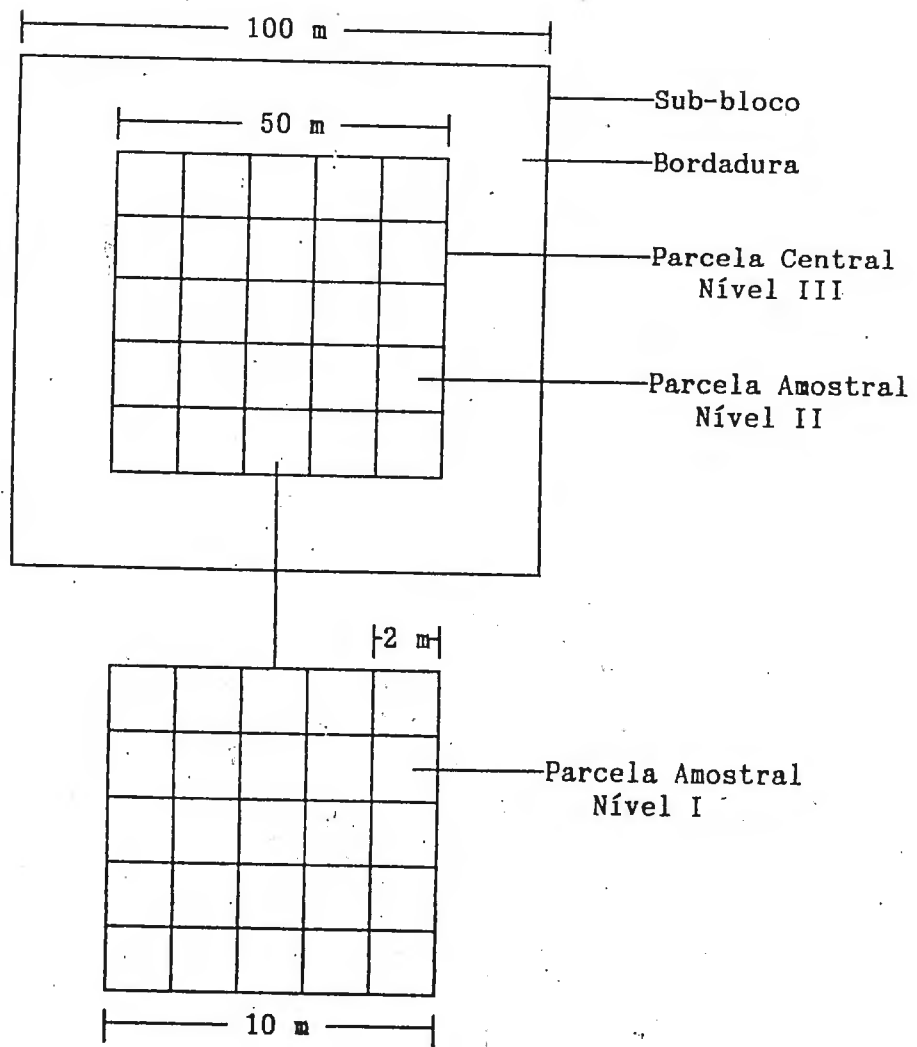 100 m
Sub-bloco
50 m
Bordadura
Parcela Central
Nível III
Parcela Amostral
Nível II
2 m
Parcela Amostral
Nível I
10 m